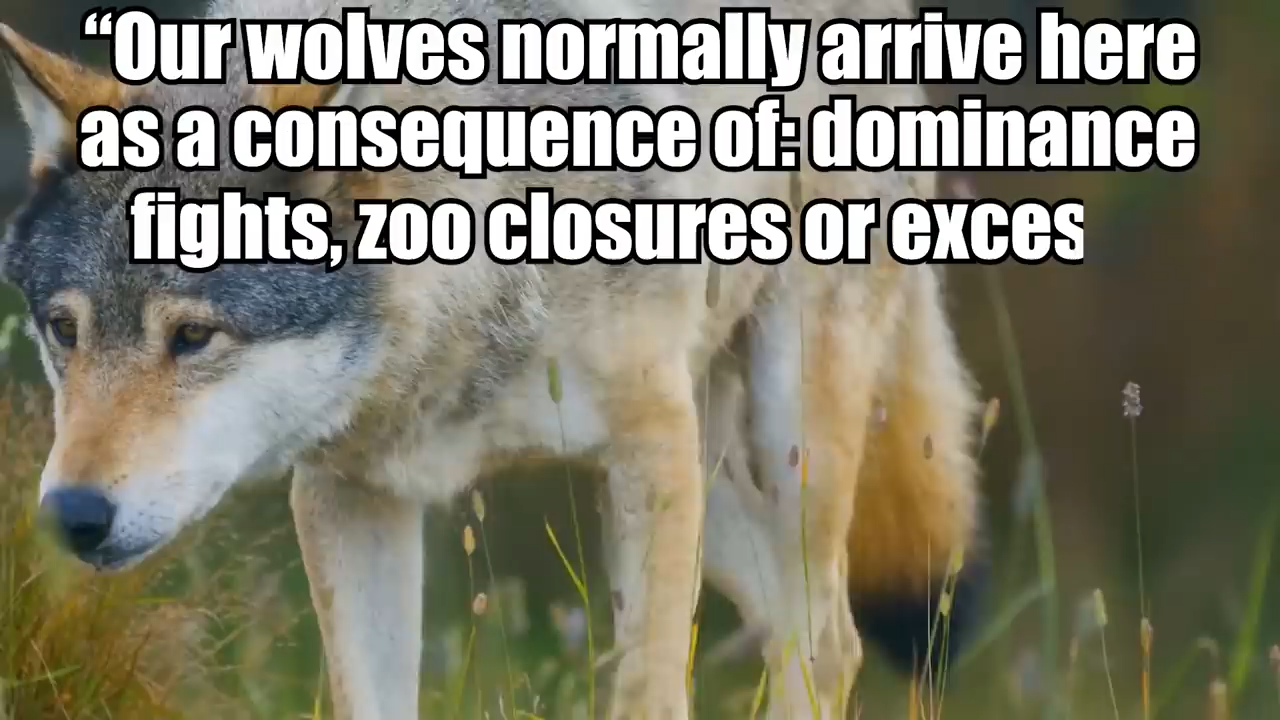 “Our wolves normally arrive here
as a consequence of: dominance
fights, zoo closures or exces